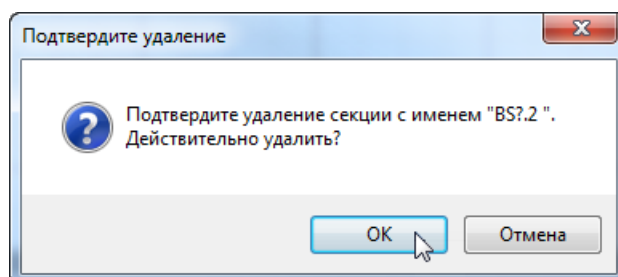 Подтвердите удаление
Подтвердите удаление секции с именем "BS?.2 ".
Действительно удалить?
OK
Отмена